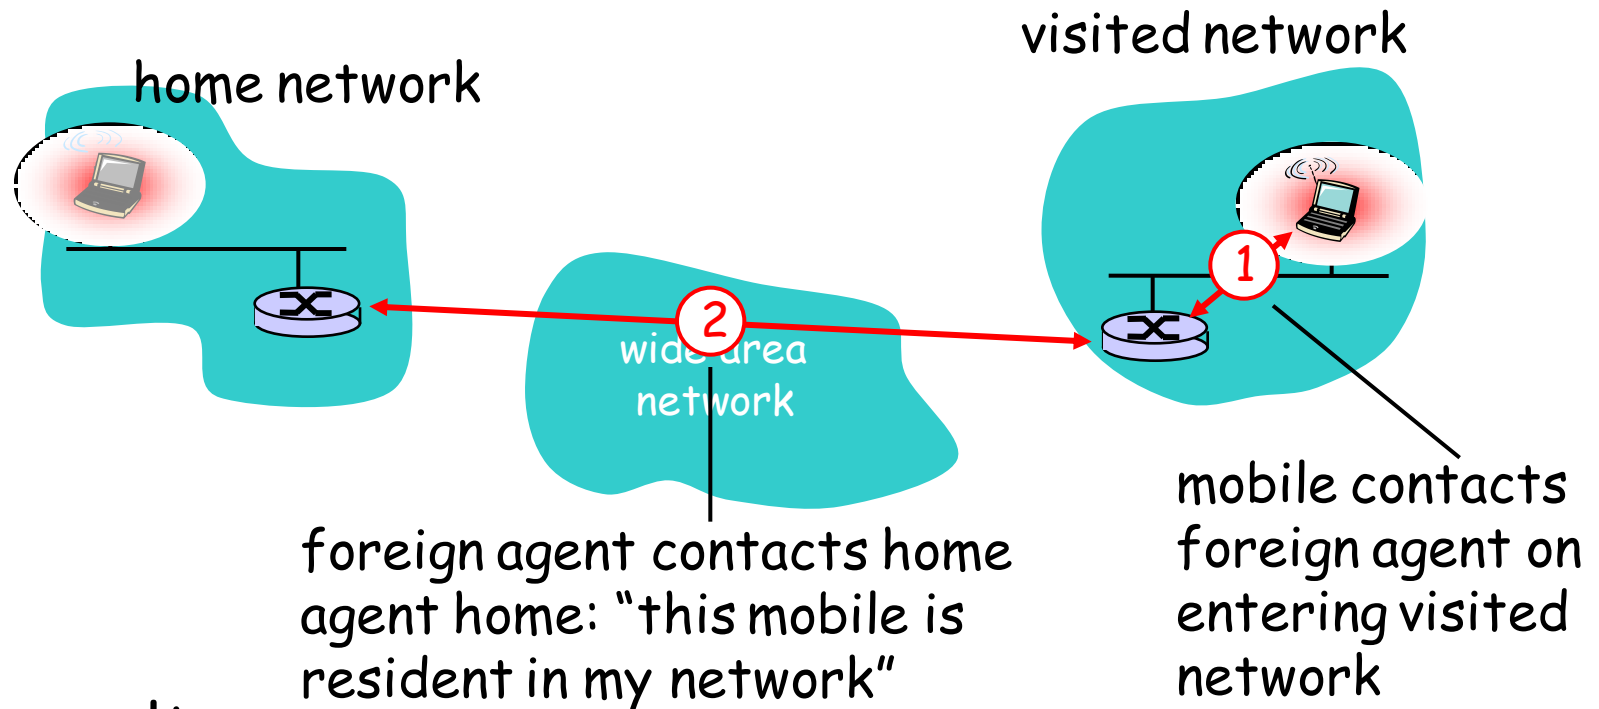 visited network
home network
1
2
wide area
network
mobile contacts
foreign agent on
entering visited
network
foreign agent contacts home
agent home: “this mobile is
resident in my network”